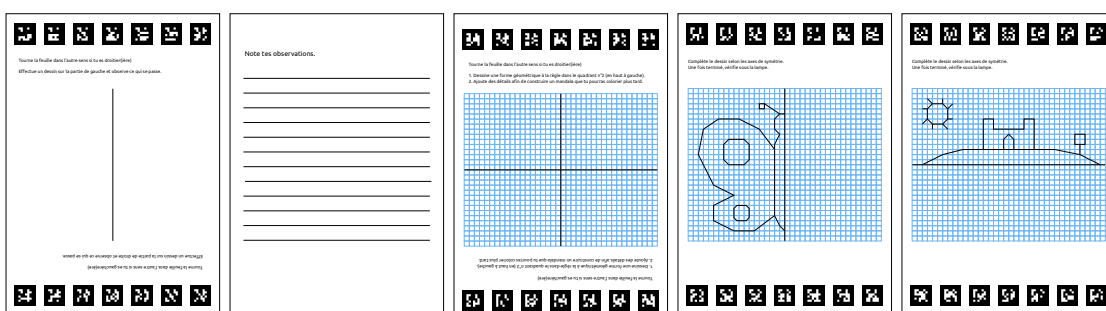 Tourne la feuille dans l'autre sens si tu es droitier(ière)
Effectue un dessin sur la partie de gauche et observe ce qui se passe.
Effectue un dessin sur la partie de droite et observe ce qui se passe.
Tourne la feuille dans l'autre sens si tu es gauchère(ère)
Note tes observations.
Tourne la feuille dans l'autre sens si tu es droitier(ière)
1. Dessine une forme géométrique à la règle dans le quadrant n°2 (en haut à gauche).
2. Ajoute des détails afin de construire un mandala que tu pourras colorier plus tard.
1. Dessine une forme géométrique à la règle dans le quadrant n°2 (en haut à gauche)
2. Ajoute des détails afin de construire un mandala que tu pourras colorier plus tard
Tourne la feuille dans l'autre sens si tu es gauchère(ère)
Complète le dessin selon les axes de symétrie.
Une fois terminé, vérifie sous la lampe.
Complète le dessin selon les axes de symétrie.
Une fois terminé, vérifie sous la lampe.